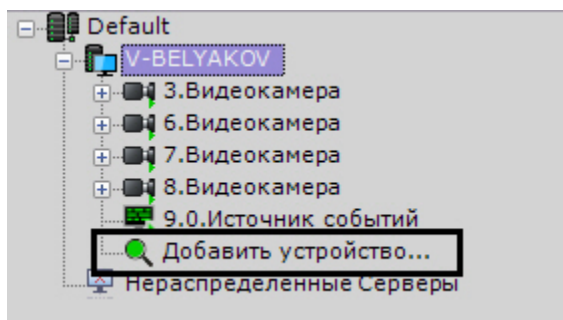 Default
V-BELYAKOV
3.Видеокамера
6.Видеокамера
7.Видеокамера
8.Видеокамера
9.0.Источник событий
Добавить устройство...
Нераспределенные Серверы